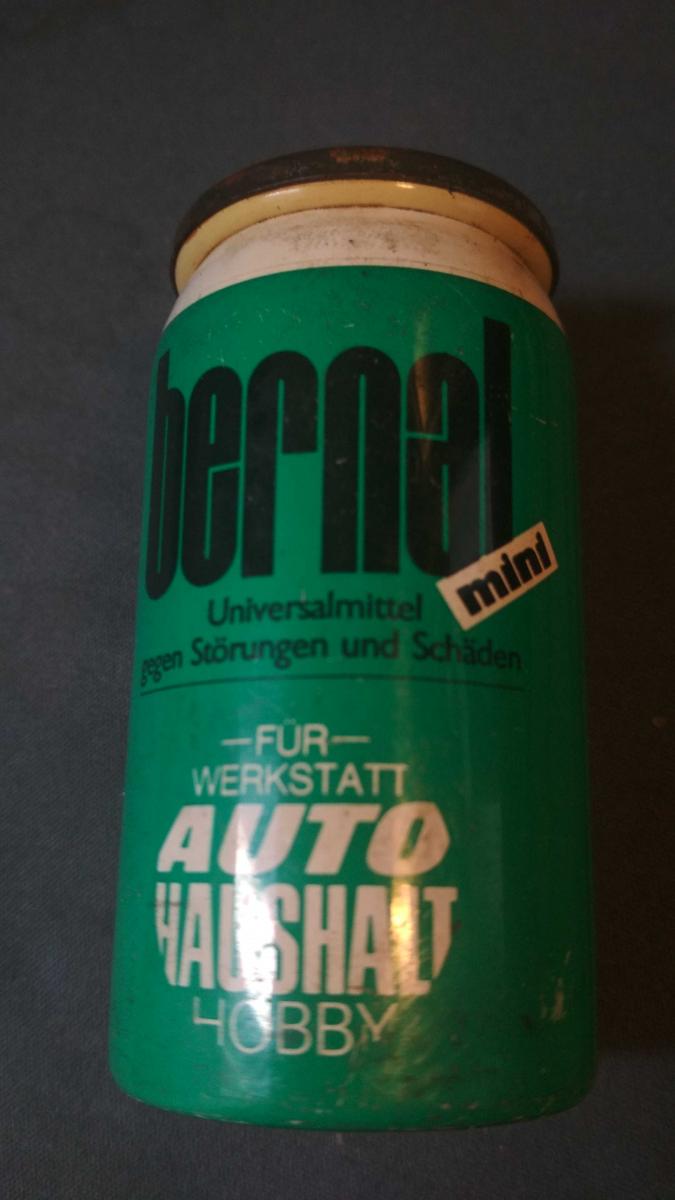 bernal
mini
Universalmittel
gegen Störungen und Schäden
—FÜR—
WERKSTATT
AUTO
HAUSHALT
HOBBY